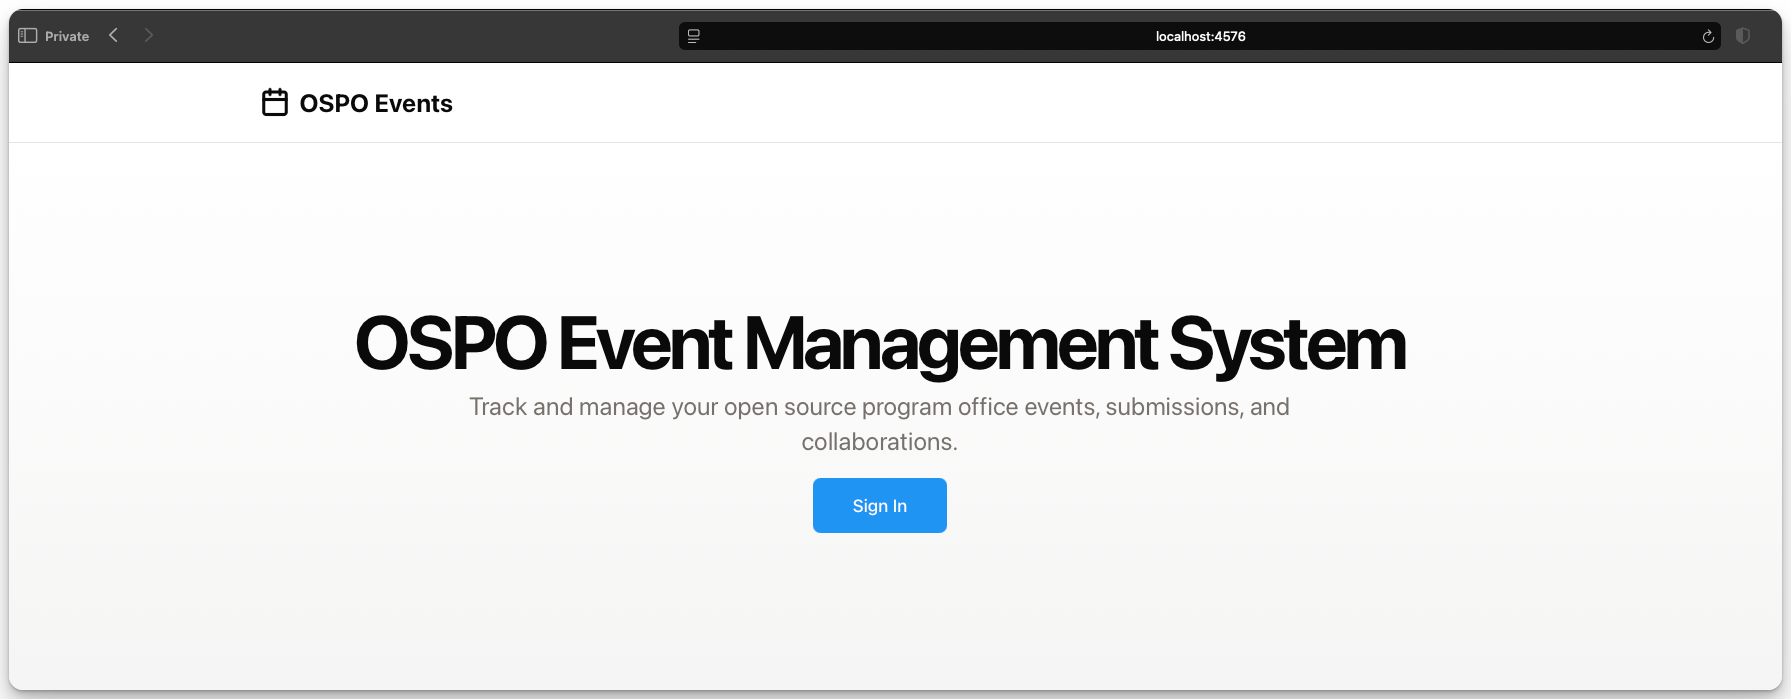 Private
localhost:4576
OSPO Events
OSPO Event Management System
Track and manage your open source program office events, submissions, and
collaborations.
Sign In